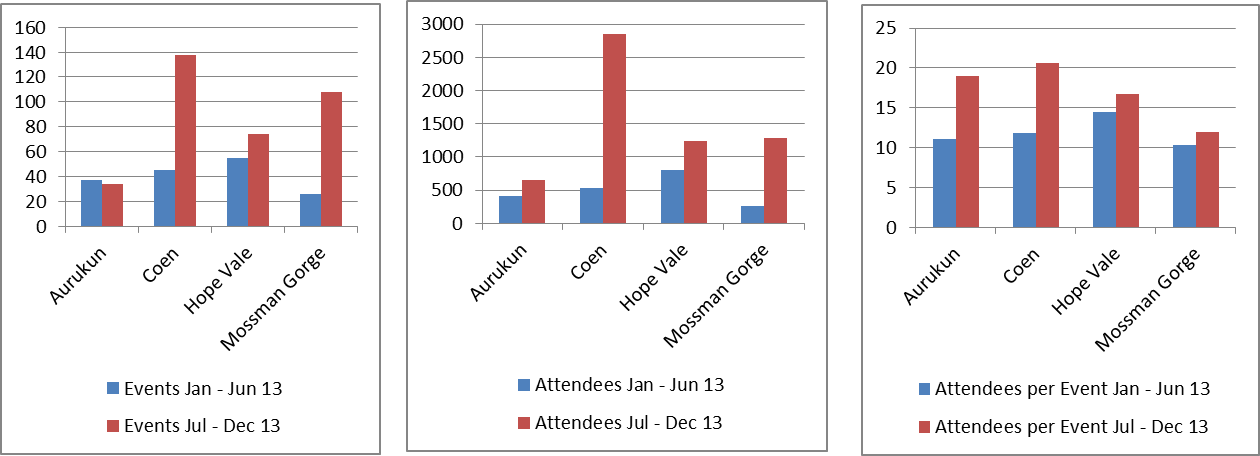 160
140
120
100
80
60
40
20
0
Aurukun
Coen
Hope Vale
Mossman Gorge
Events Jan - Jun 13
Events Jul - Dec 13
3000
2500
2000
1500
1000
500
0
Aurukun
Coen
Hope Vale
Mossman Gorge
Attendees Jan - Jun 13
Attendees Jul - Dec 13
25
20
15
10
5
0
Aurukun
Coen
Hope Vale
Mossman Gorge
Attendees per Event Jan - Jun 13
Attendees per Event Jul - Dec 13